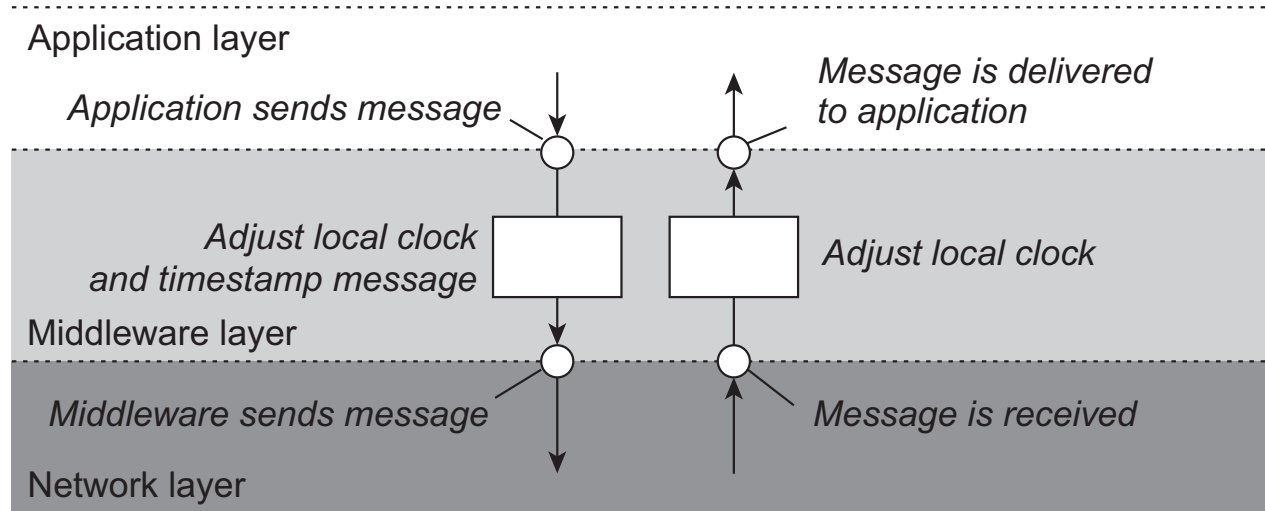 Application layer
Application sends message
Message is delivered
to application
Adjust local clock
and timestamp message
Adjust local clock
Middleware layer
Middleware sends message
Message is received
Network layer